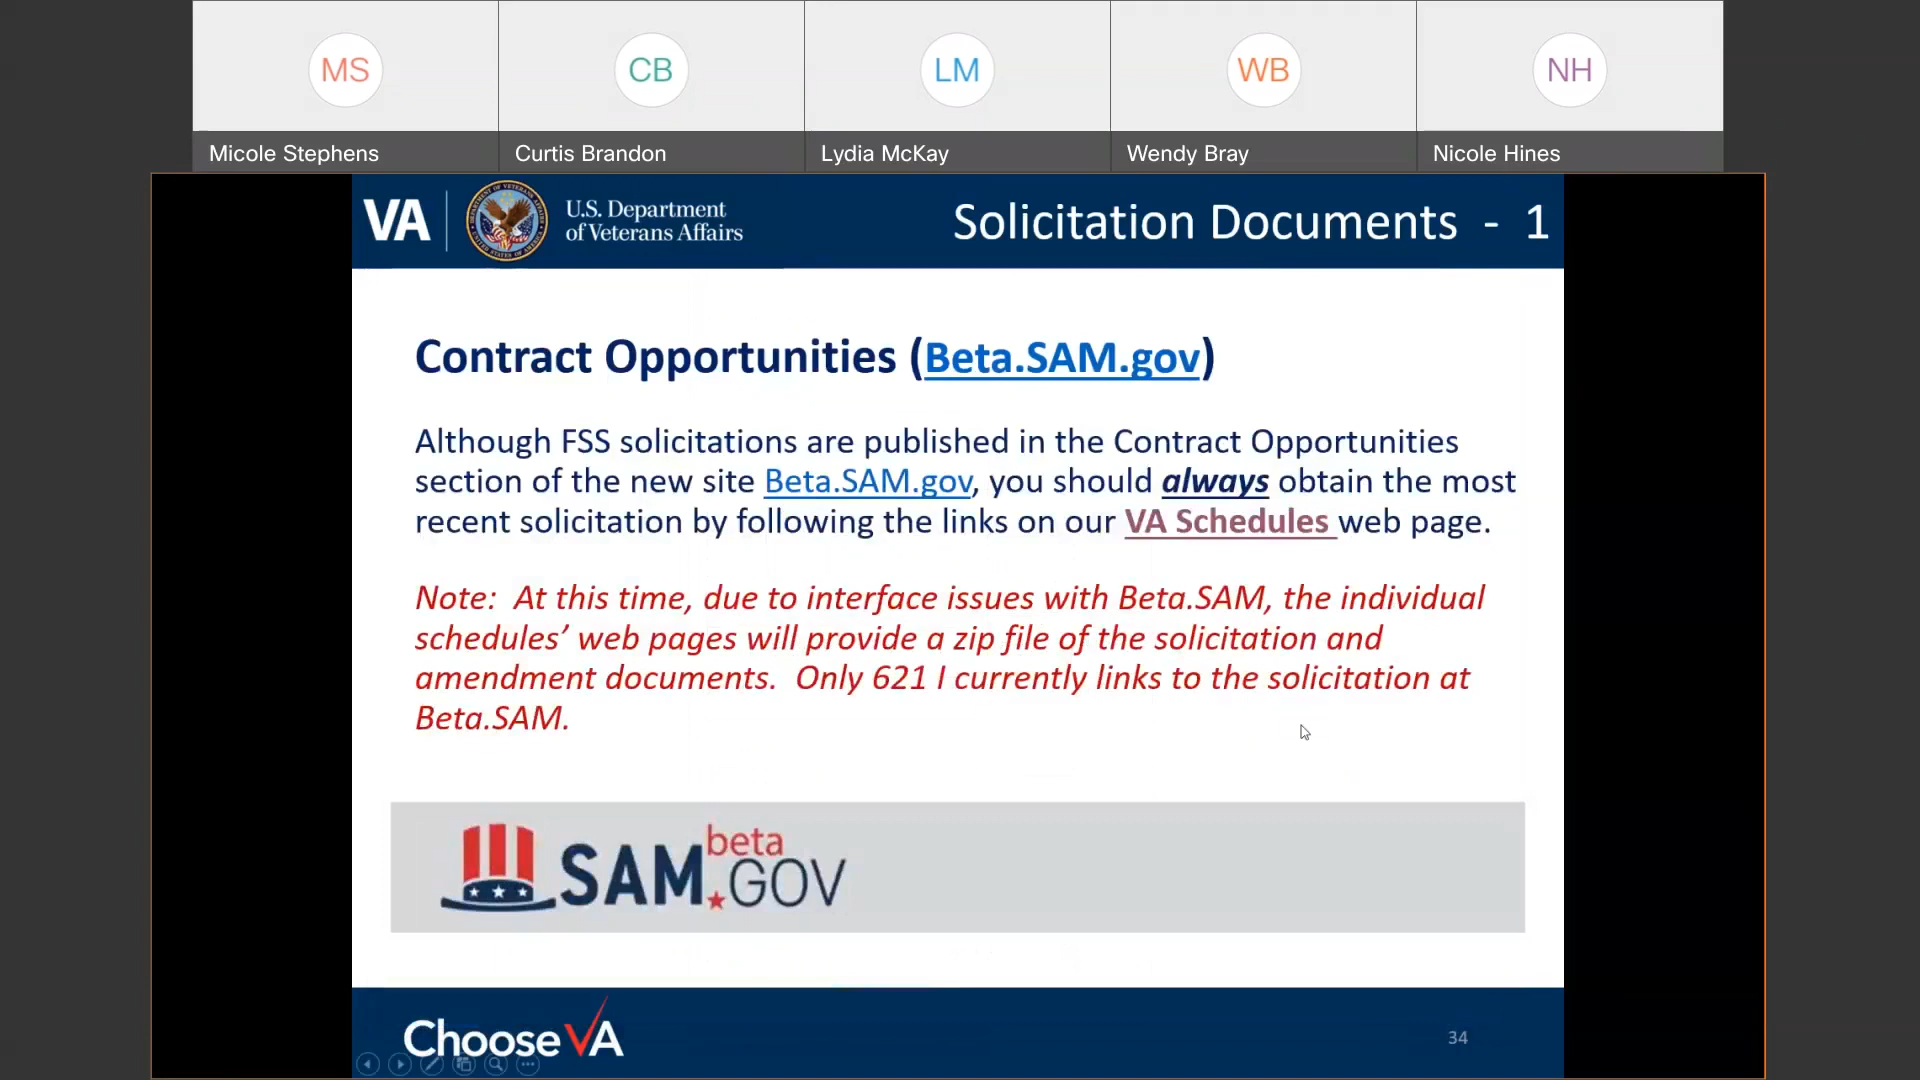 MS
CB
LM
WB
NH
Micole Stephens
Curtis Brandon
Lydia McKay
Wendy Bray
Nicole Hines
VA
U.S. Department
of Veterans Affairs
Solicitation Documents - 1
Contract Opportunities (Beta.SAM.gov)
Although FSS solicitations are published in the Contract Opportunities
section of the new site Beta.SAM.gov, you should always obtain the most
recent solicitation by following the links on our VA Schedules web page.
Note: At this time, due to interface issues with Beta.SAM, the individual
schedules’ web pages will provide a zip file of the solicitation and
amendment documents. Only 621 I currently links to the solicitation at
Beta.SAM.
beta
SAM.GOV
Choose VA
34